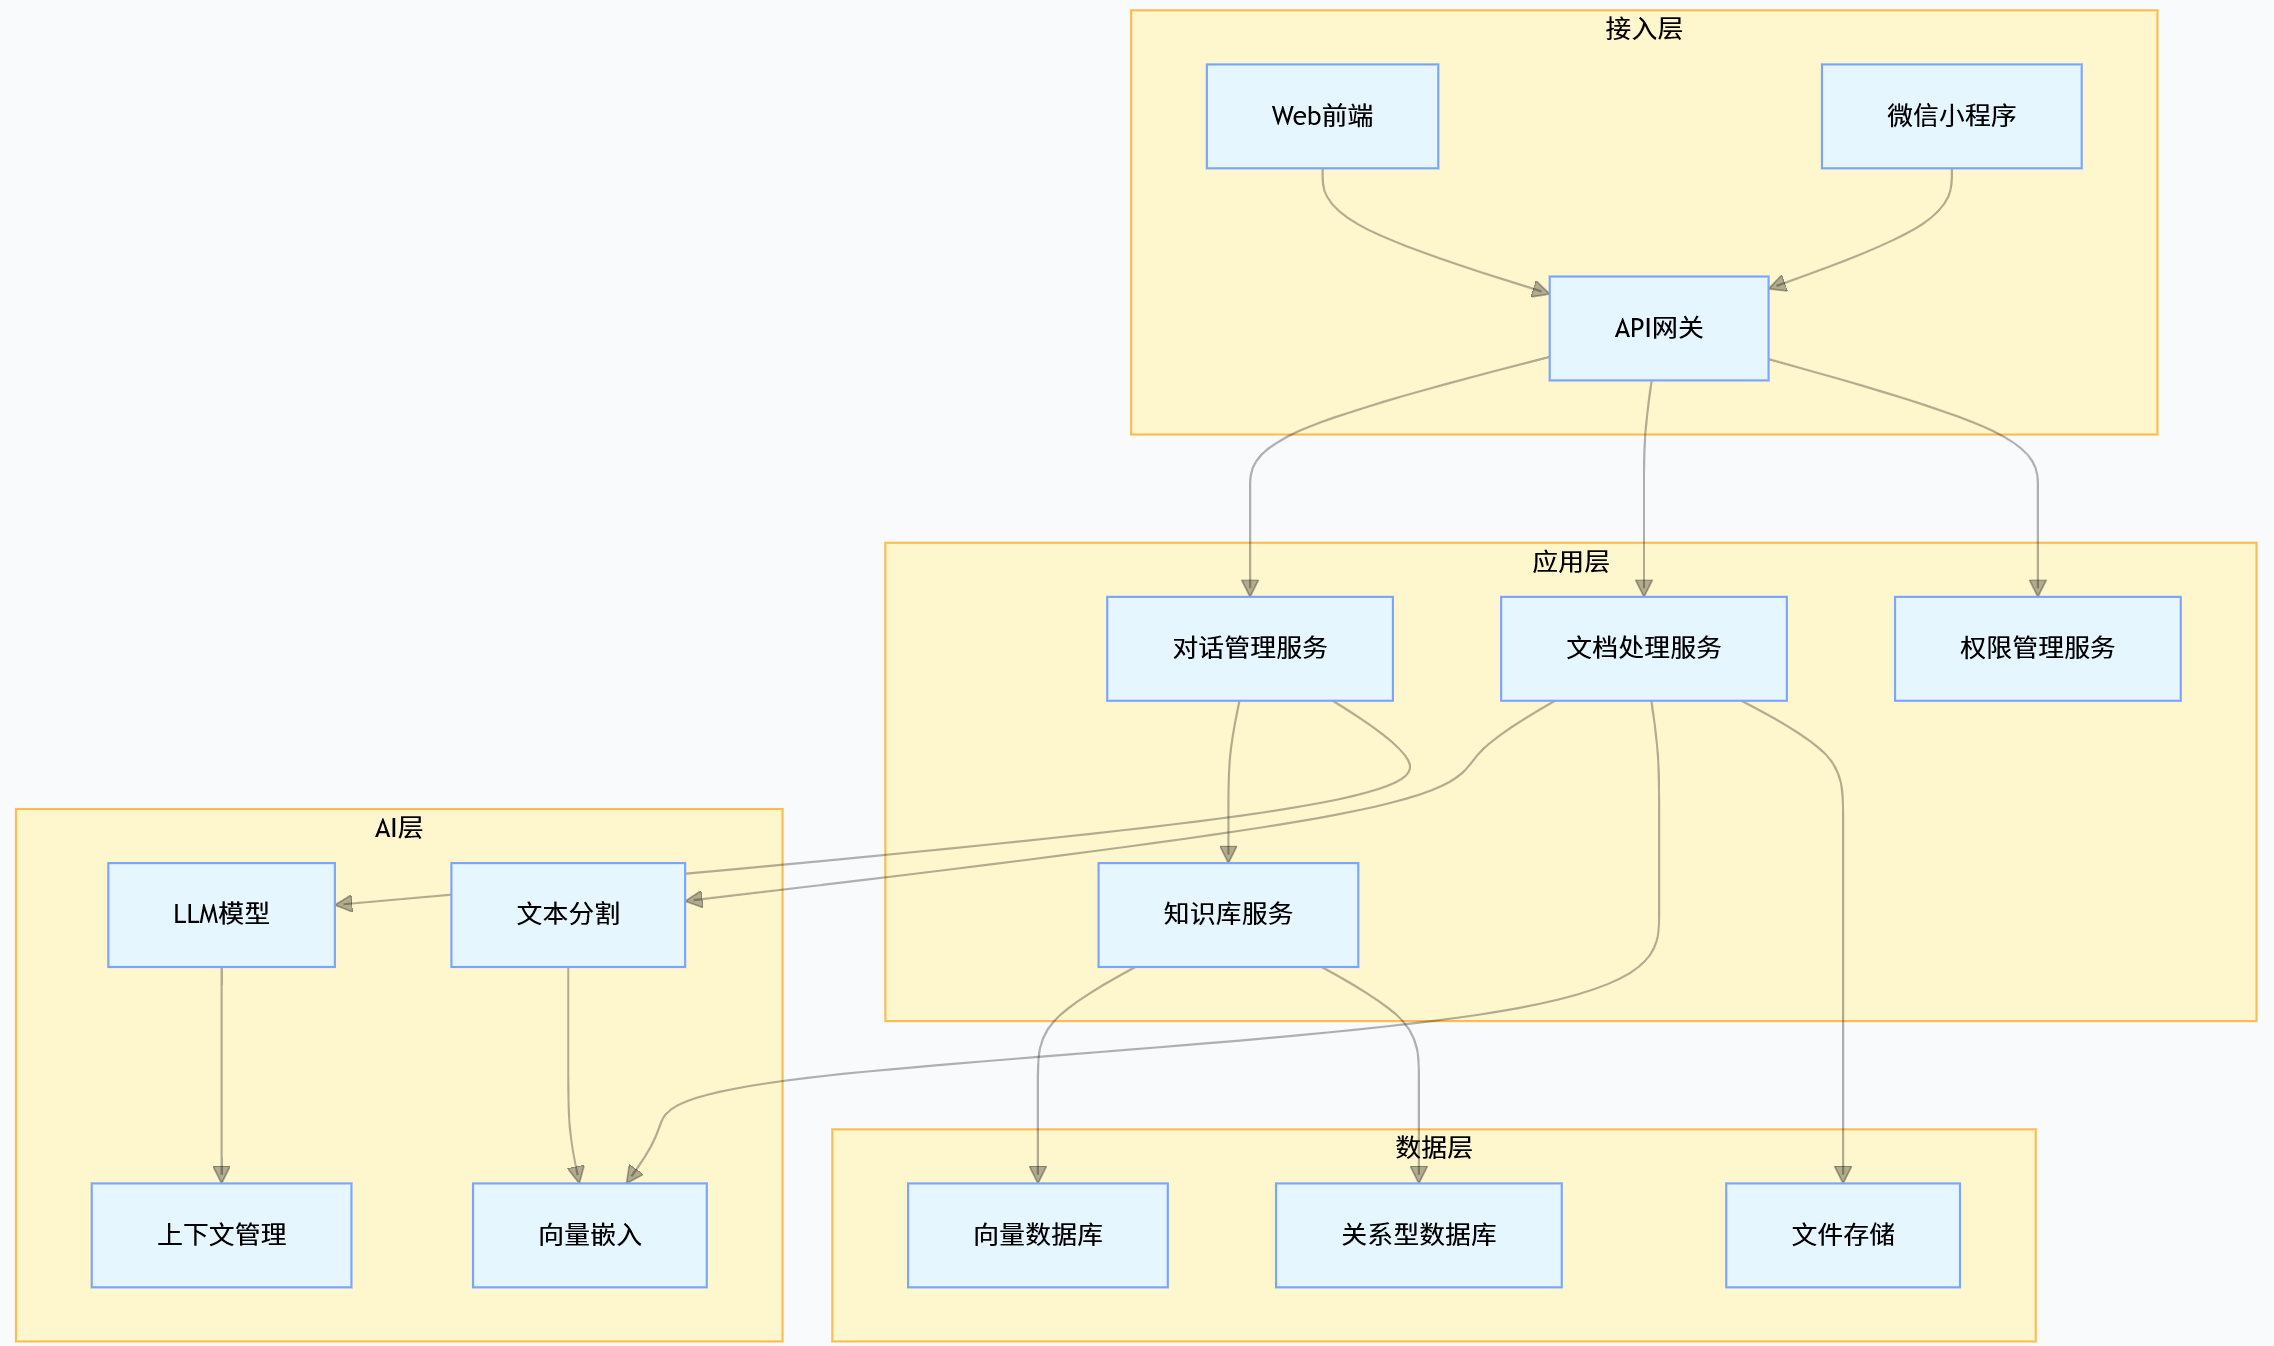 接入层
Web前端
微信小程序
API网关
应用层
对话管理服务
文档处理服务
权限管理服务
AI层
LLM模型
文本分割
知识库服务
数据层
上下文管理
向量嵌入
向量数据库
关系型数据库
文件存储